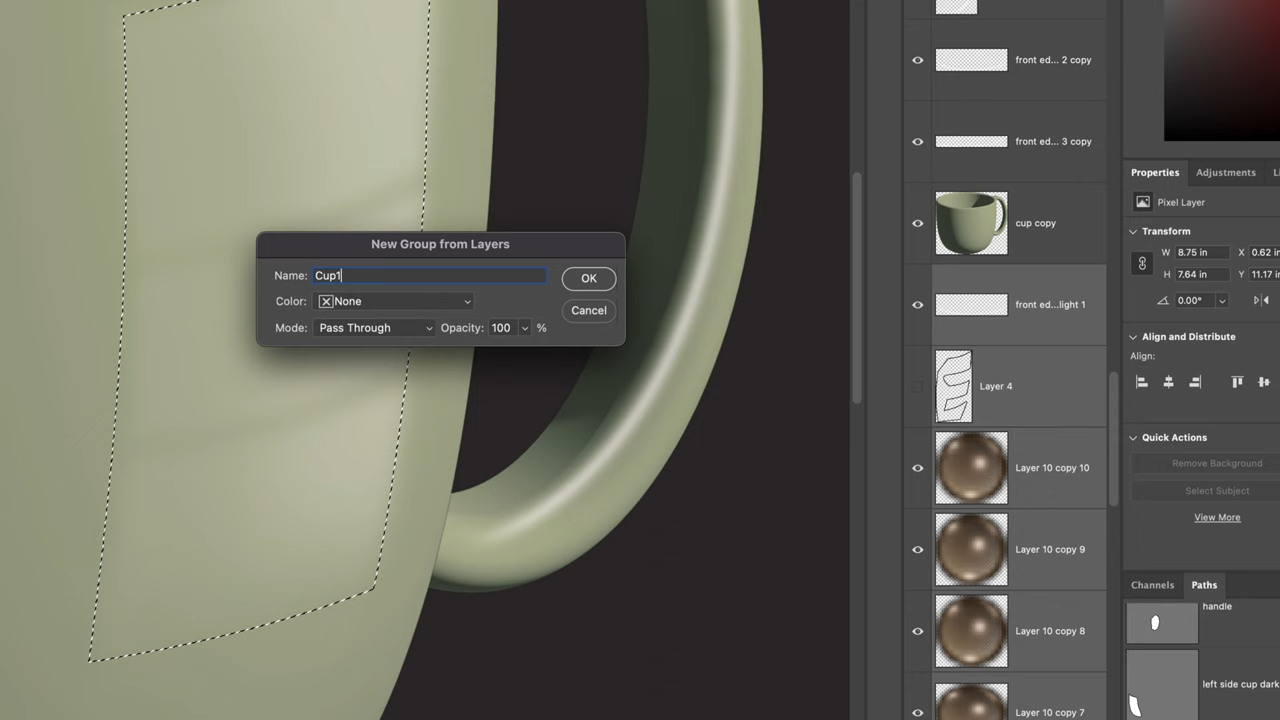 New Group from Layers
Name: Cup1
OK
Color: None
Cancel
Mode: Pass Through Opacity: 100 %
front ed... 2 copy
front ed... 3 copy
cup copy
front ed...light 1
Layer 4
Layer 10 copy 10
Layer 10 copy 9
Layer 10 copy 8
Layer 10 copy 7
Properties Adjustments
Pixel Layer
Transform
W 8.75 in X 0.62 in
H 7.64 in Y 11.17 in
0.00°
Align and Distribute
Align:
Quick Actions
Remove Background
Select Subject
View More
Channels Paths
handle
left side cup dark